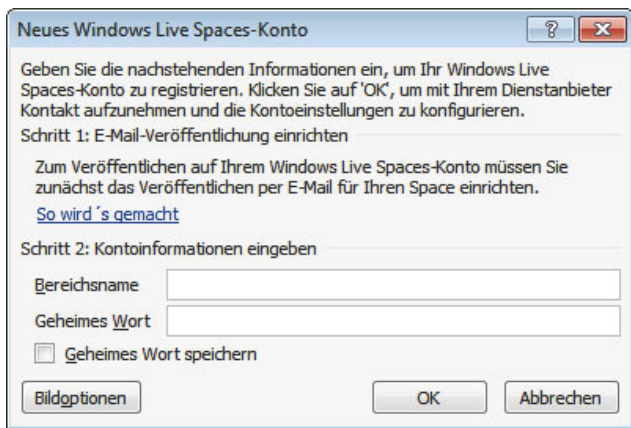 Neues Windows Live Spaces-Konto
Geben Sie die nachstehenden Informationen ein, um Ihr Windows Live
Spaces-Konto zu registrieren. Klicken Sie auf 'OK', um mit Ihrem Dienstanbieter
Kontakt aufzunehmen und die Kontoeinstellungen zu konfigurieren.
Schritt 1: E-Mail-Veröffentlichung einrichten
Zum Veröffentlichen auf Ihrem Windows Live Spaces-Konto müssen Sie
zunächst das Veröffentlichen per E-Mail für Ihren Space einrichten.
So wird´s gemacht
Schritt 2: Kontoinformationen eingeben
Bereichsname
Geheimes Wort
Geheimes Wort speichern
Bildoptionen OK Abbrechen